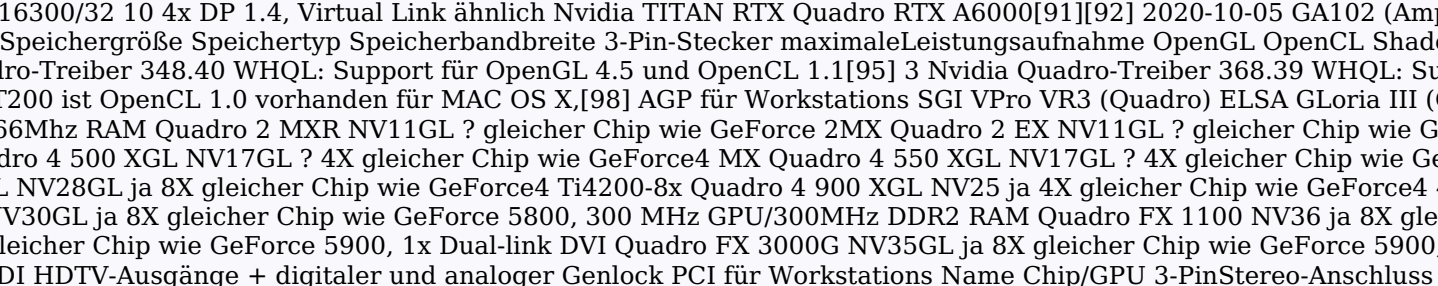 16300/32 10 4x DP 1.4, Virtual Link ähnlich Nvidia TITAN RTX Quadro RTX A6000[91][92] 2020-10-05 GA102
Speichergröße Speichertyp Speicherbandbreite 3-Pin-Stecker maximaleLeistungsaufnahme OpenGL OpenCL
dro-Treiber 348.40 WHQL: Support für OpenGL 4.5 und OpenCL 1.1[95] 3 Nvidia Quadro-Treiber 368.39 WHQL:
T200 ist OpenCL 1.0 vorhanden für MAC OS X,[98] AGP für Workstations SGI VPro VR3 (Quadro) ELSA GLoria III
66Mhz RAM Quadro 2 MXR NV11GL ? gleicher Chip wie GeForce 2MX Quadro 2 EX NV11GL ? gleicher Chip wie
dro 4 500 XGL NV17GL ? 4X gleicher Chip wie GeForce4 MX Quadro 4 550 XGL NV17GL ? 4X gleicher Chip wie
NV28GL ja 8X gleicher Chip wie GeForce4 Ti4200-8x Quadro 4 900 XGL NV25 ja 4X gleicher Chip wie GeForce4
V30GL ja 8X gleicher Chip wie GeForce 5800, 300 MHz GPU/300MHz DDR2 RAM Quadro FX 1100 NV36 ja 8X
leicher Chip wie GeForce 5900, 1x Dual-link DVI Quadro FX 3000G NV35GL ja 8X gleicher Chip wie GeForce 5900,
DI HDTV-Ausgänge + digitaler und analoger Genlock PCI für Workstations Name Chip/GPU 3-PinStereo-Anschluss